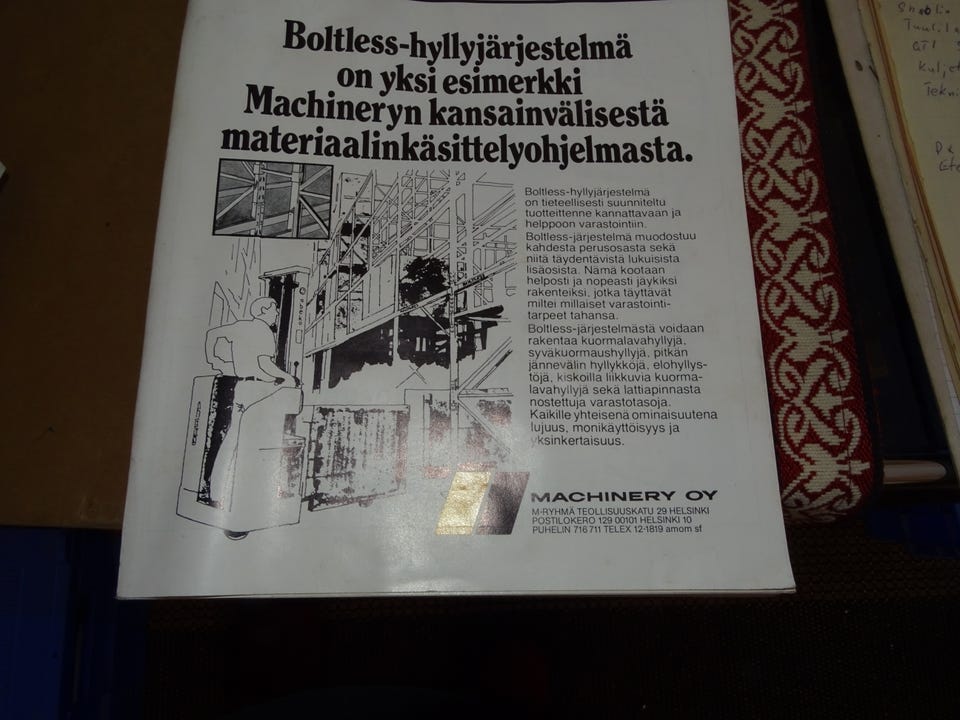 Boltless-hyllyjärjestelmä
on yksi esimerkki
Machineryn kansainvälisestä
materiaalinkäsittelyohjelmasta.
Boltless-hyllyjärjestelmä
on tieteellisesti suunniteltu
tuotteittenne kannattavaan ja
helppoon varastointiin.
Boltless-järjestelmä muodostuu
kahdesta perusosasta sekä
niitä täydentävistä lukuisista
lisäosista. Nämä kootaan
helposti ja nopeasti jäykiksi
rakenteiksi, jotka täyttävät
miltei millaiset varastointi-
tarpeet tahansa.
Boltless-järjestelmästä voidaan
rakentaa kuormalavahyllyjä,
syväkuormaushyllyjä, pitkän
jännevälin hyllykköjä, elohyllys-
töjä, kiskoilla liikkuvia kuorma-
lavahyllyjä sekä lattiapinnasta
nostettuja varastotasoja.
Kaikille yhteisenä ominaisuutena
lujuus, monikäyttöisyys ja
yksinkertaisuus.
MACHINERY OY
M-RYHMÄ TEOLLISUUSKATU 29 HELSINKI
POSTILOKERO 129 00101 HELSINKI 10
PUHELIN 716 711 TELEX 12-1819 amom sf